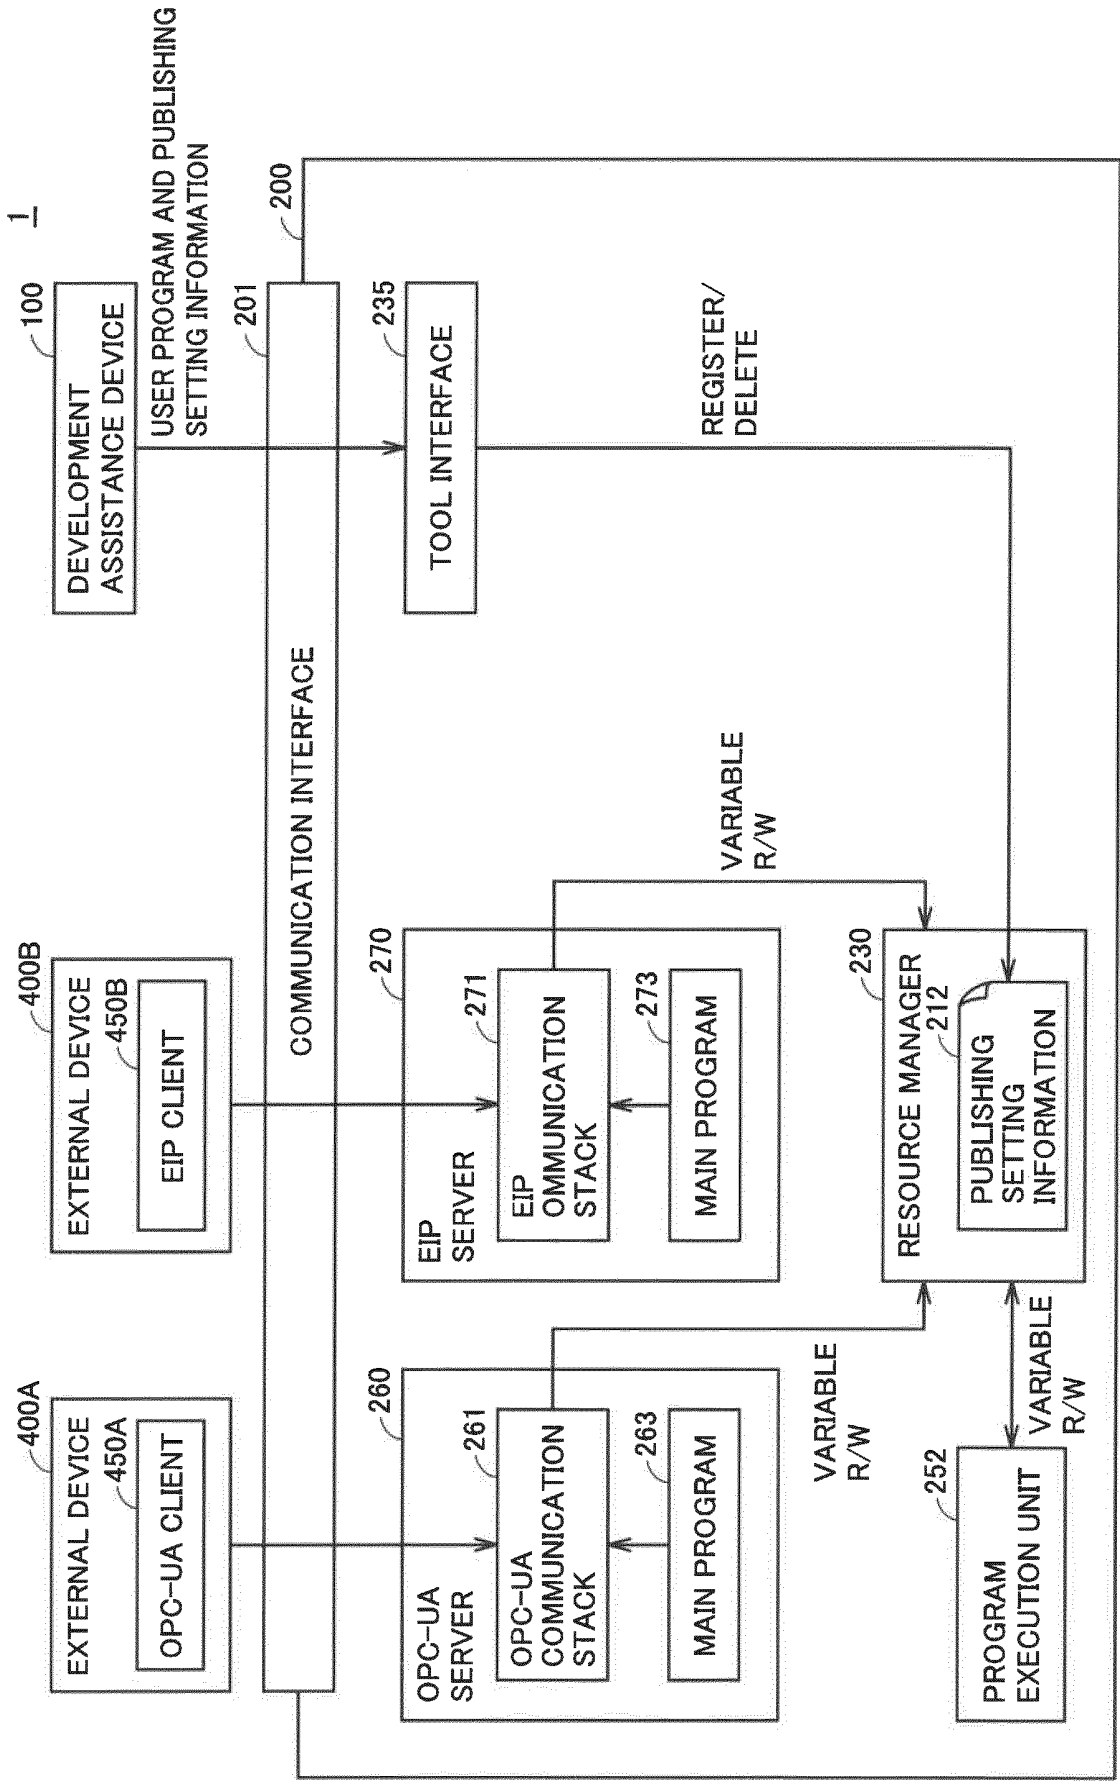 1
400A
EXTERNAL DEVICE
450A
OPC-UA CLIENT
400B
EXTERNAL DEVICE
450B
EIP CLIENT
100
DEVELOPMENT
ASSISTANCE DEVICE
USER PROGRAM AND PUBLISHING
SETTING INFORMATION
COMMUNICATION INTERFACE
201
200
260
OPC-UA
SERVER
261
OPC-UA
COMMUNICATION
STACK
263
MAIN PROGRAM
270
EIP
SERVER
271
EIP
OMMUNICATION
STACK
273
MAIN PROGRAM
235
TOOL INTERFACE
VARIABLE
R/W
VARIABLE
R/W
REGISTER/
DELETE
252
PROGRAM
EXECUTION UNIT
VARIABLE
R/W
230
RESOURCE MANAGER
212
PUBLISHING
SETTING
INFORMATION